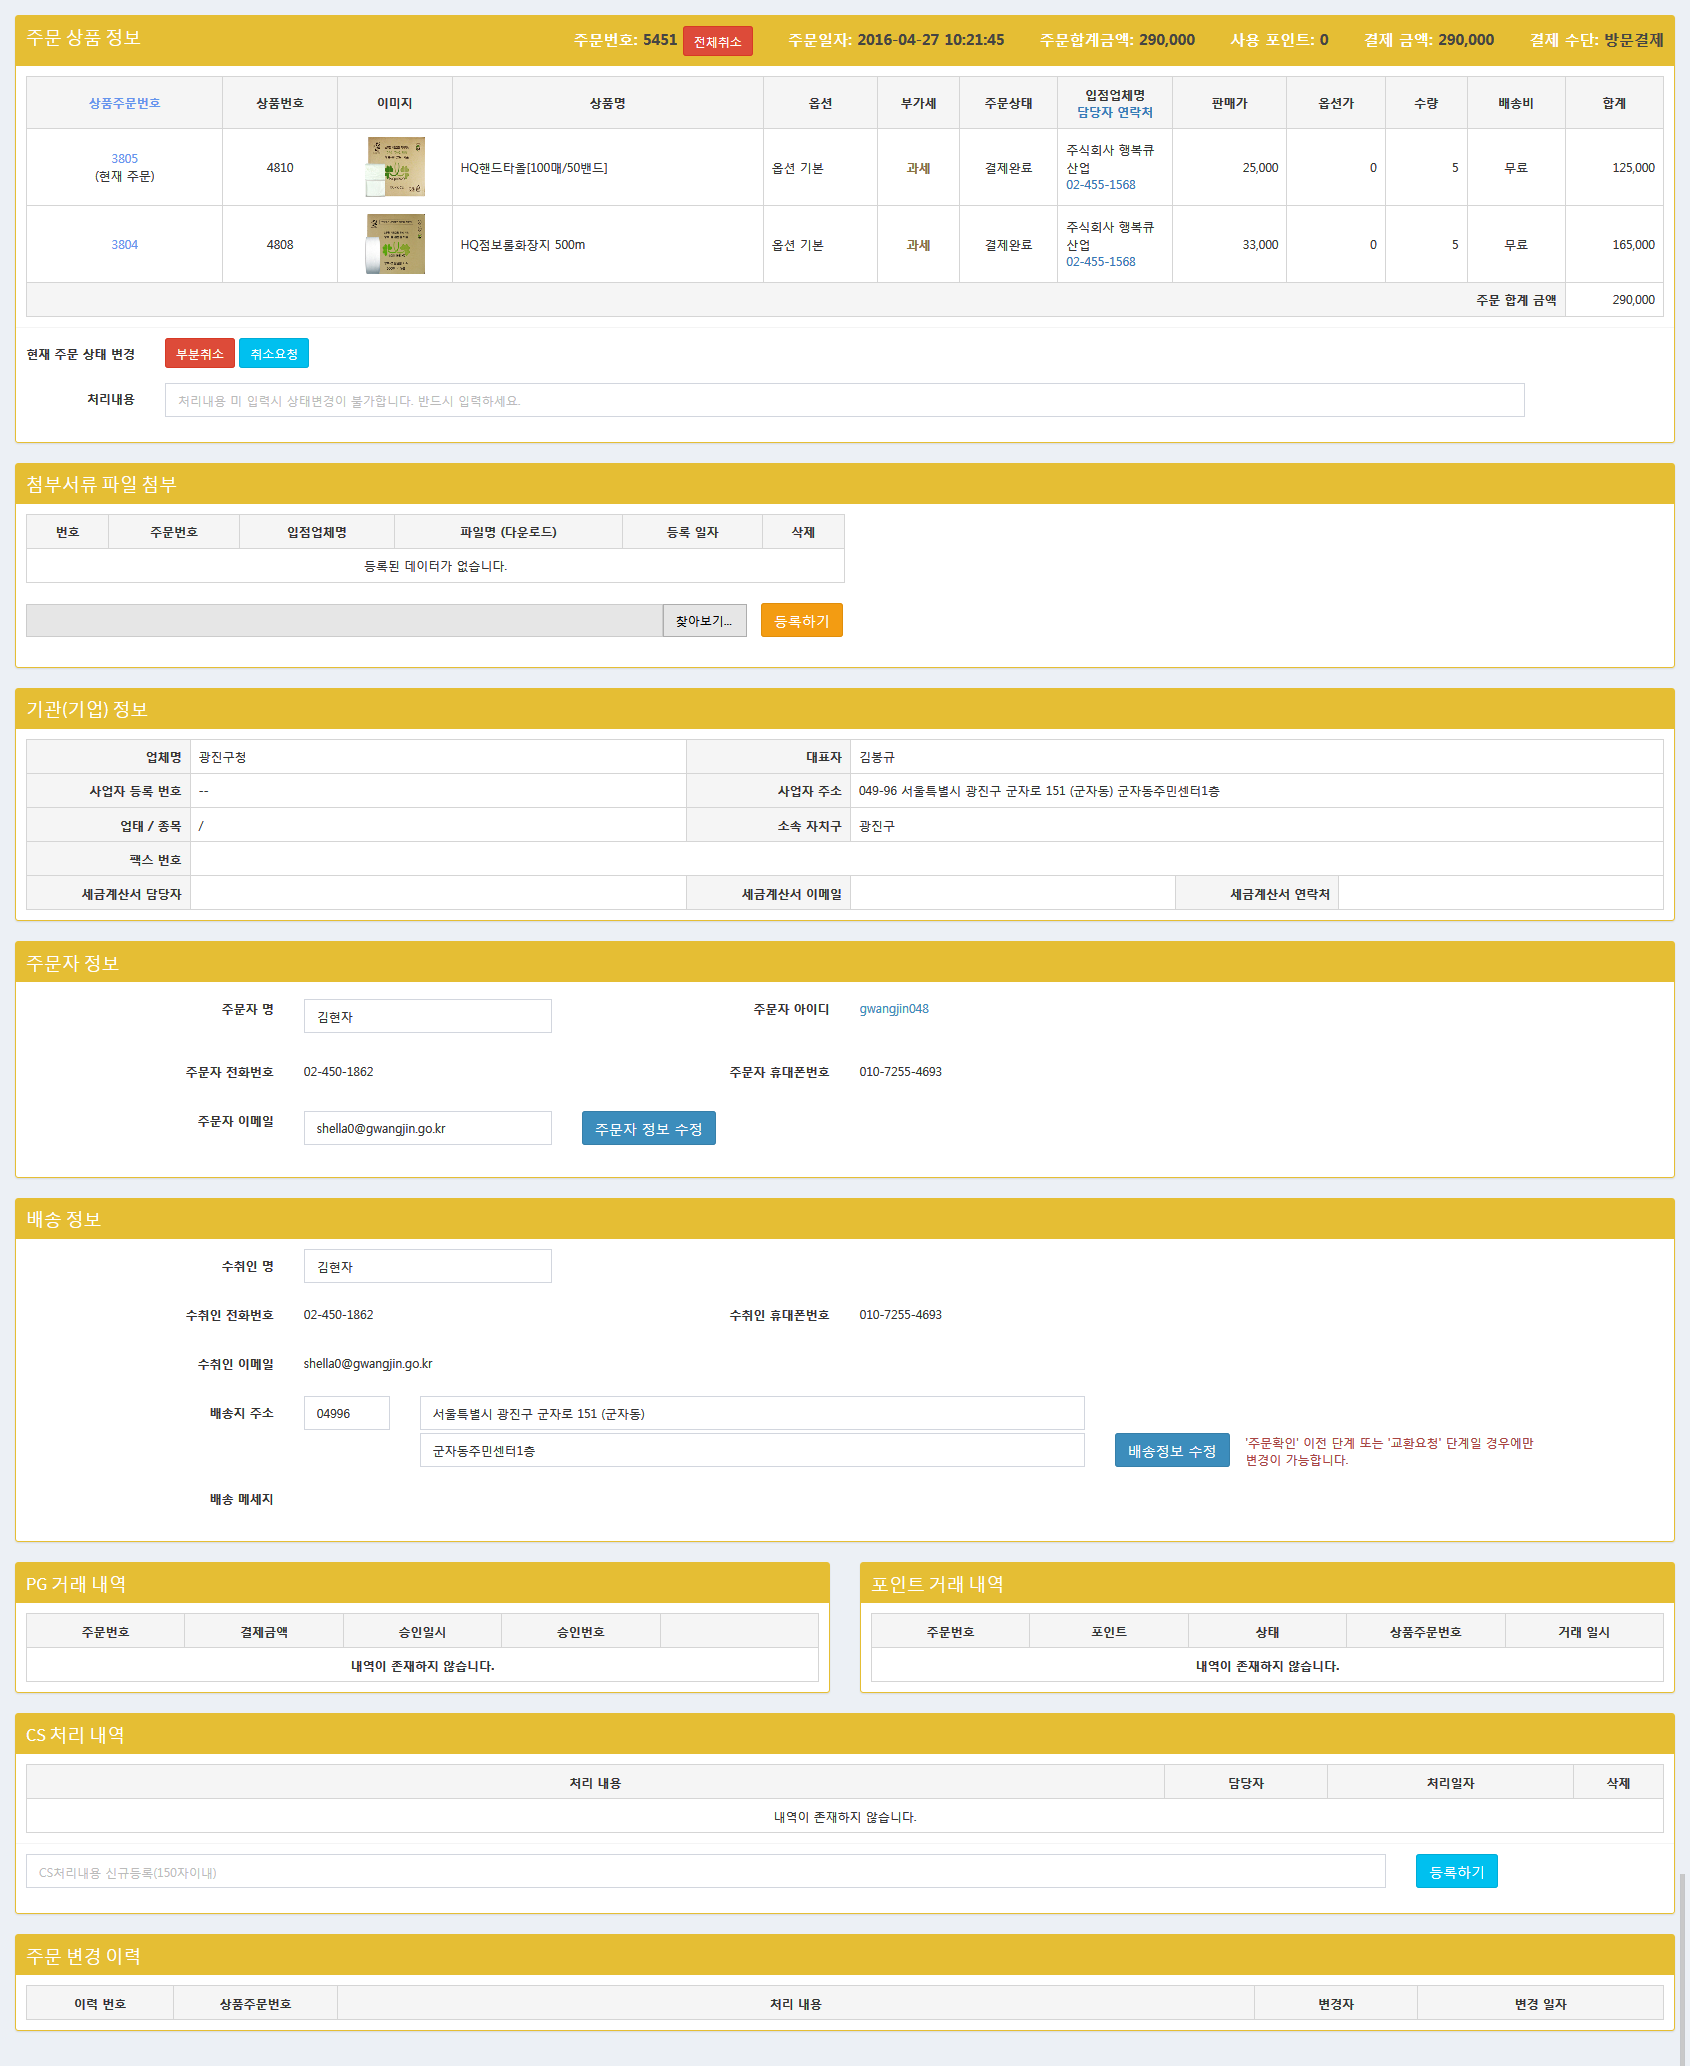 주문 상품 정보
주문번호: 5451 전체취소 주문일자: 2016-04-27 10:21:45 주문합계금액: 290,000 사용 포인트: 0 결제 금액: 290,000 결제 수단: 방문결제
상품주문번호 상품번호 이미지 상품명 옵션 부가세 주문상태 입점업체명 담당자 연락처 판매가 옵션가 수량 배송비 합계
3805 (현재 주문) 4810 HQ핸드타올[100매/50밴드] 옵션 기본 과세 결제완료 주식회사 행복큐산업 02-455-1568 25,000 0 5 무료 125,000
3804 4808 HQ점보롤화장지 500m 옵션 기본 과세 결제완료 주식회사 행복큐산업 02-455-1568 33,000 0 5 무료 165,000
주문 합계 금액 290,000
현재 주문 상태 변경 부분취소 취소요청
처리내용 처리내용 미 입력시 상태변경이 불가합니다. 반드시 입력하세요.
첨부서류 파일 첨부
번호 주문번호 입점업체명 파일명 (다운로드) 등록 일자 삭제
등록된 데이터가 없습니다.
찾아보기... 등록하기
기관(기업) 정보
업체명 광진구청 대표자 김봉규
사업자 등록 번호 -- 사업자 주소 049-96 서울특별시 광진구 군자로 151 (군자동) 군자동주민센터1층
업태 / 종목 / 소속 자치구 광진구
팩스 번호
세금계산서 담당자 세금계산서 이메일 세금계산서 연락처
주문자 정보
주문자 명 김현자 주문자 아이디 gwangjin048
주문자 전화번호 02-450-1862 주문자 휴대폰번호 010-7255-4693
주문자 이메일 shella0@gwangjin.go.kr 주문자 정보 수정
배송 정보
수취인 명 김현자
수취인 전화번호 02-450-1862 수취인 휴대폰번호 010-7255-4693
수취인 이메일 shella0@gwangjin.go.kr
배송지 주소 04996 서울특별시 광진구 군자로 151 (군자동)
군자동주민센터1층 배송정보 수정 '주문확인' 이전 단계 또는 '교환요청' 단계일 경우에만
변경이 가능합니다.
배송 메세지
PG 거래 내역
주문번호 결제금액 승인일시 승인번호
내역이 존재하지 않습니다.
포인트 거래 내역
주문번호 포인트 상태 상품주문번호 거래 일시
내역이 존재하지 않습니다.
CS 처리 내역
처리 내용 담당자 처리일자 삭제
내역이 존재하지 않습니다.
CS처리내용 신규등록(150자이내) 등록하기
주문 변경 이력
이력 번호 상품주문번호 처리 내용 변경자 변경 일자